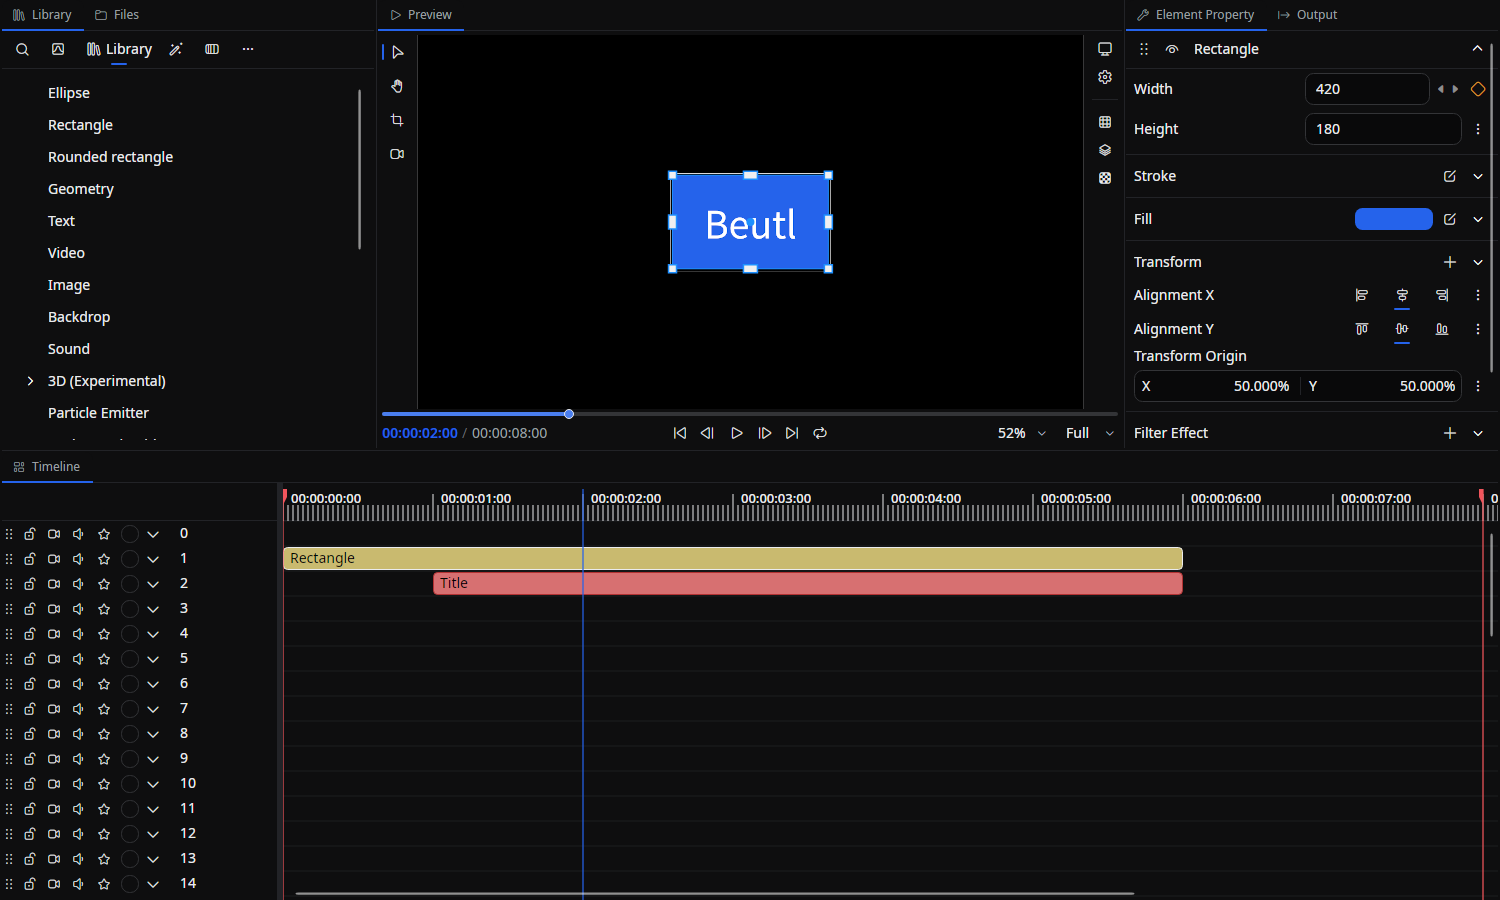 Library Files
Library
Ellipse
Rectangle
Rounded rectangle
Geometry
Text
Video
Image
Backdrop
Sound
3D (Experimental)
Particle Emitter
Preview
Beutl
00:00:02:00 / 00:00:08:00
52% Full
Element Property Output
Rectangle
Width 420
Height 180
Stroke
Fill
Transform
Alignment X
Alignment Y
Transform Origin
X 50.000% Y 50.000%
Filter Effect
Timeline
00:00:00:00 00:00:01:00 00:00:02:00 00:00:03:00 00:00:04:00 00:00:05:00 00:00:06:00 00:00:07:00 0
0
1 Rectangle
2 Title
3
4
5
6
7
8
9
10
11
12
13
14